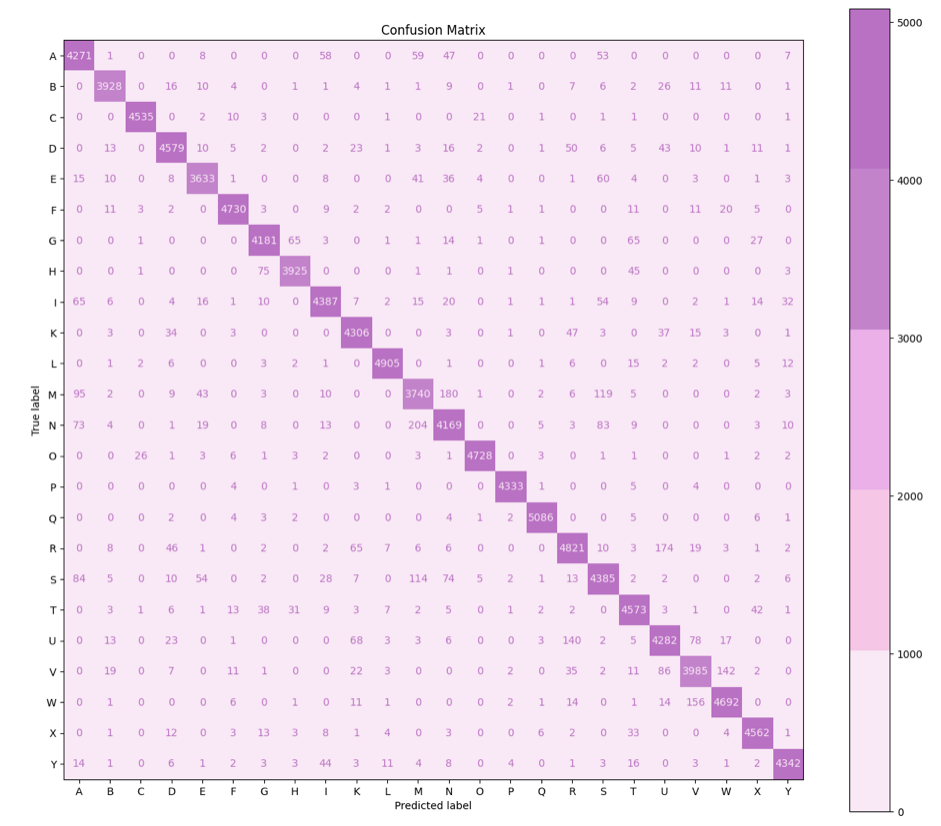 Confusion Matrix
A 4271 1 0 0 8 0 0 0 58 0 0 59 47 0 0 0 0 53 0 0 0 0 0 7
B 0 3928 0 16 10 4 0 1 1 4 1 1 9 0 1 0 7 6 2 26 11 11 0 1
C 0 0 4535 0 2 10 3 0 0 0 1 0 0 21 0 1 0 1 1 0 0 0 0 1
D 0 13 0 4579 10 5 2 0 2 23 1 3 16 2 0 1 50 6 5 43 10 1 11 1
E 15 10 0 8 3633 1 0 0 8 0 0 41 36 4 0 0 1 60 4 0 3 0 1 3
F 0 11 3 2 0 4730 3 0 9 2 2 0 0 5 1 1 0 0 11 0 11 20 5 0
G 0 0 1 0 0 0 4181 65 3 0 1 1 14 1 0 1 0 0 65 0 0 0 27 0
H 0 0 1 0 0 0 75 3925 0 0 0 1 1 0 1 0 0 0 45 0 0 0 0 3
I 65 6 0 4 16 1 10 0 4387 7 2 15 20 0 1 1 1 54 9 0 2 1 14 32
K 0 3 0 34 0 3 0 0 0 4306 0 0 3 0 1 0 47 3 0 37 15 3 0 1
L 0 1 2 6 0 0 3 2 1 0 4905 0 1 0 0 1 6 0 15 2 2 0 5 12
M 95 2 0 9 43 0 3 0 10 0 0 3740 180 1 0 2 6 119 5 0 0 0 2 3
N 73 4 0 1 19 0 8 0 13 0 0 204 4169 0 0 5 3 83 9 0 0 0 3 10
O 0 0 26 1 3 6 1 3 2 0 0 3 1 4728 0 3 0 1 1 0 0 1 2 2
P 0 0 0 0 0 4 0 1 0 3 1 0 0 0 4333 1 0 0 5 0 4 0 0 0
Q 0 0 0 2 0 4 3 2 0 0 0 0 4 1 2 5086 0 0 5 0 0 0 6 1
R 0 8 0 46 1 0 2 0 2 65 7 6 6 0 0 0 4821 10 3 174 19 3 1 2
S 84 5 0 10 54 0 2 0 28 7 0 114 74 5 2 1 13 4385 2 2 0 0 2 6
T 0 3 1 6 1 13 38 31 9 3 7 2 5 0 1 2 2 0 4573 3 1 0 42 1
U 0 13 0 23 0 1 0 0 0 68 3 3 6 0 0 3 140 2 5 4282 78 17 0 0
V 0 19 0 7 0 11 1 0 0 22 3 0 0 0 2 0 35 2 11 86 3985 142 2 0
W 0 1 0 0 0 6 0 1 0 11 1 0 0 0 2 1 14 0 1 14 156 4692 0 0
X 0 1 0 12 0 3 13 3 8 1 4 0 3 0 0 6 2 0 33 0 0 4 4562 1
Y 14 1 0 6 1 2 3 3 44 3 11 4 8 0 4 0 1 3 16 0 3 1 2 4342
A B C D E F G H I K L M N O P Q R S T U V W X Y
Predicted label
True label
5000
4000
3000
2000
1000
0